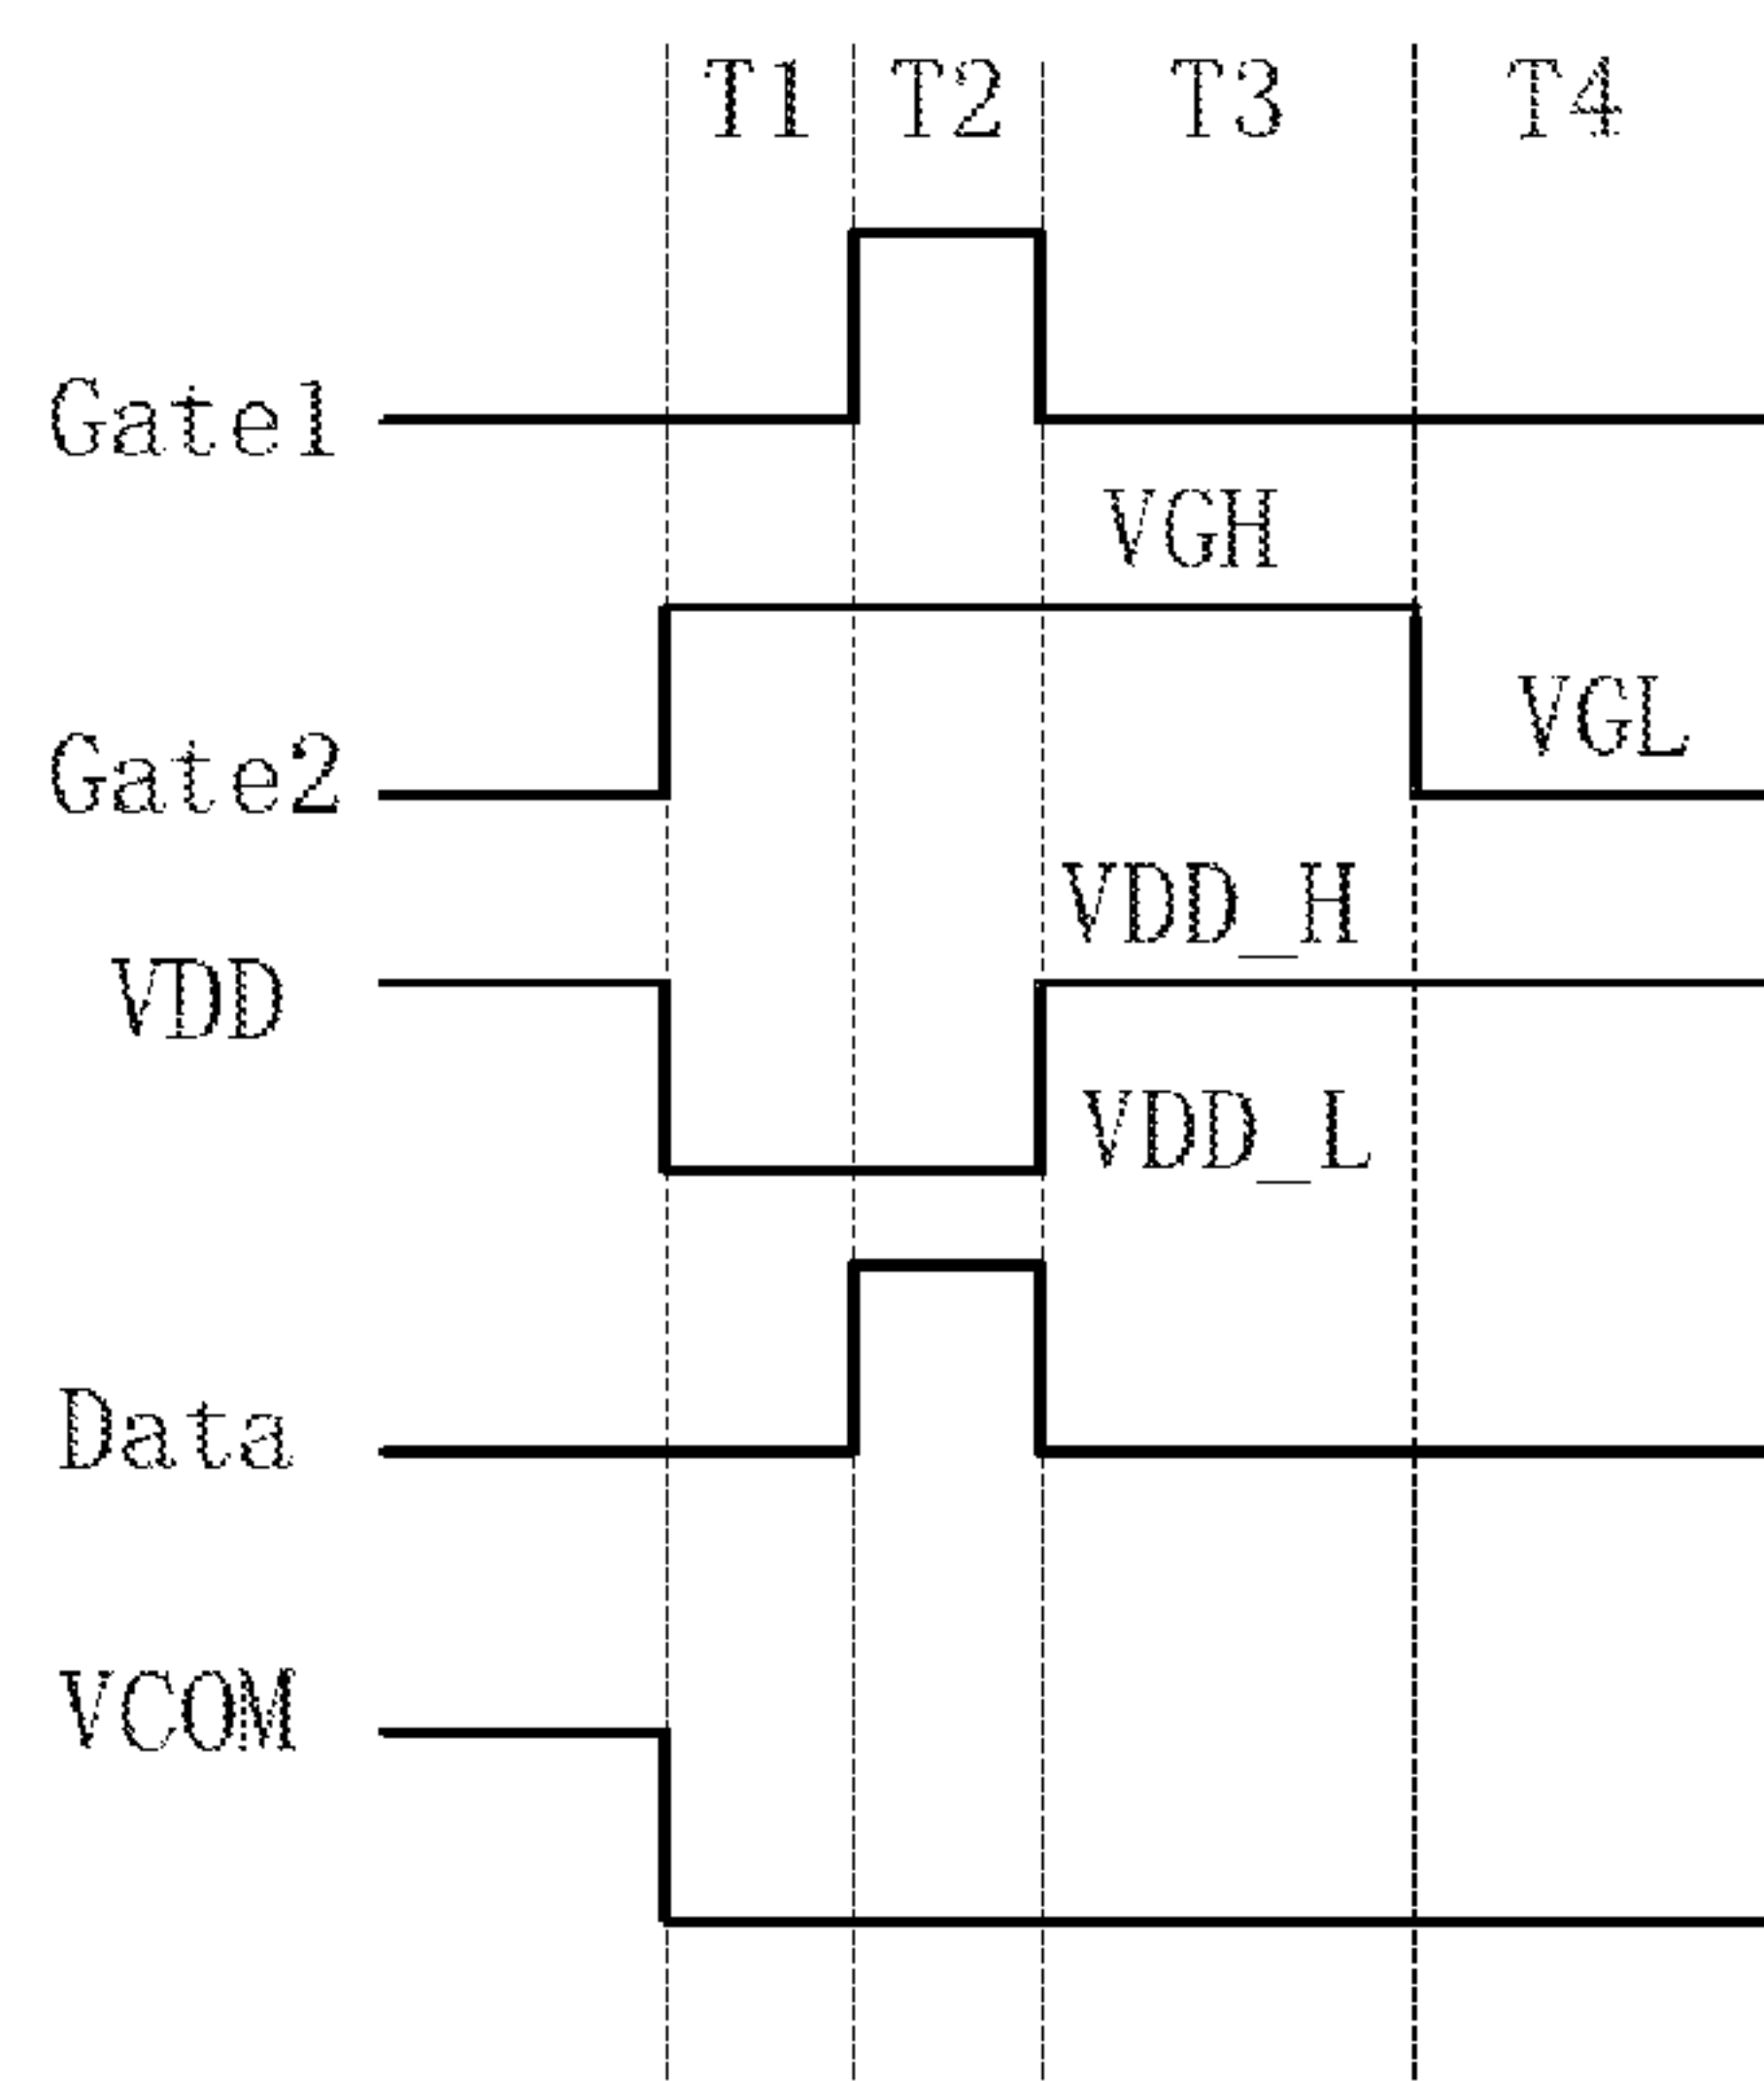 T1 T2 T3 T4
Gate1
VGH
Gate2
VGL
VDD_H
VDD
VDD_L
Data
VCOM